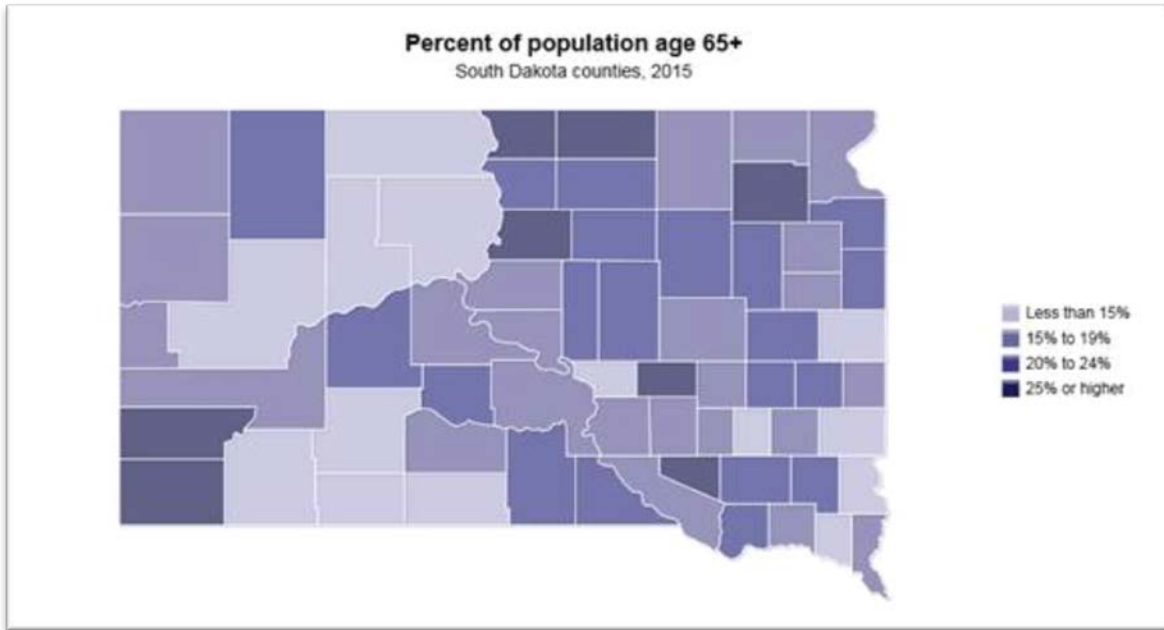 Percent of population age 65+
South Dakota counties, 2015
Less than 15%
15% to 19%
20% to 24%
25% or higher